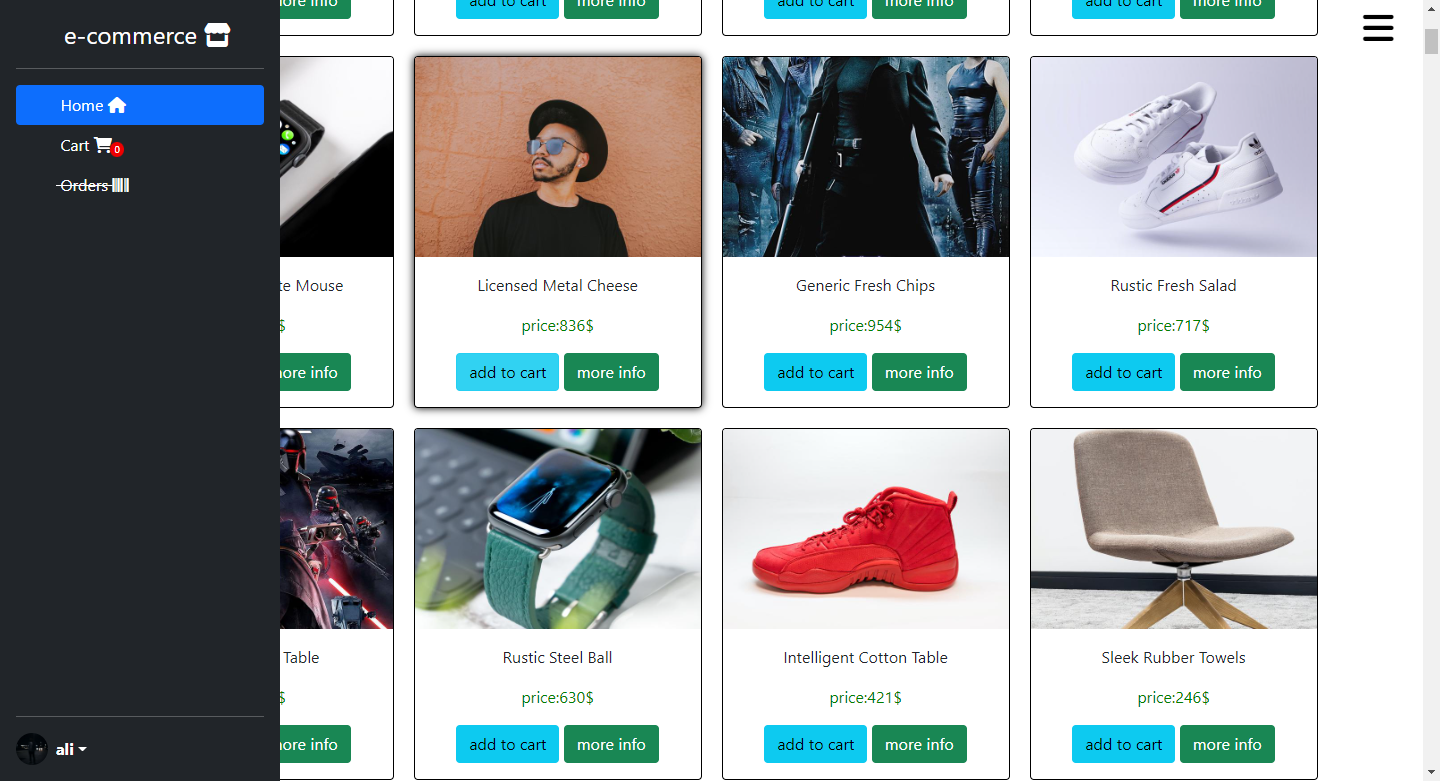 e-commerce
Home
Cart 0
Orders
ali
more info
add to cart more info
add to cart more info
add to cart more info
te Mouse
$
more info
Licensed Metal Cheese
price:836$
add to cart more info
Generic Fresh Chips
price:954$
add to cart more info
Rustic Fresh Salad
price:717$
add to cart more info
Table
$
more info
Rustic Steel Ball
price:630$
add to cart more info
Intelligent Cotton Table
price:421$
add to cart more info
Sleek Rubber Towels
price:246$
add to cart more info